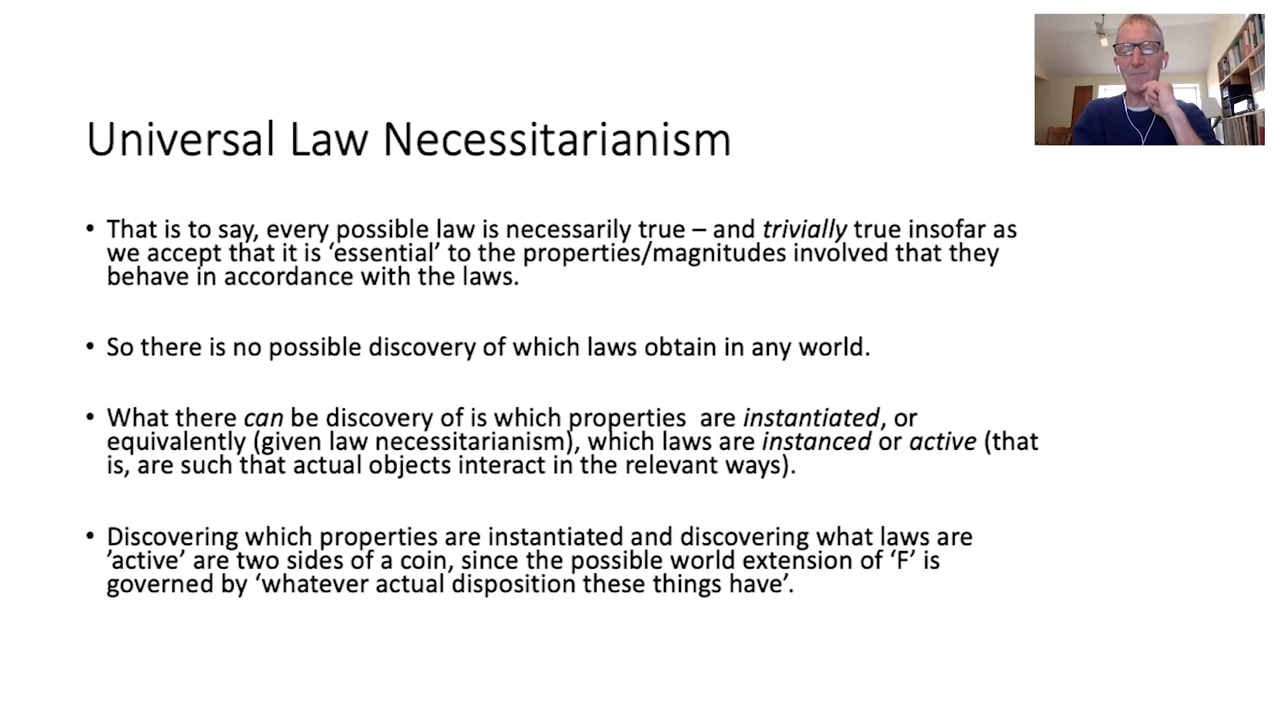 Universal Law Necessitarianism
• That is to say, every possible law is necessarily true – and trivially true insofar as
we accept that it is ‘essential’ to the properties/magnitudes involved that they
behave in accordance with the laws.
• So there is no possible discovery of which laws obtain in any world.
• What there can be discovery of is which properties are instantiated, or
equivalently (given law necessitarianism), which laws are instanced or active (that
is, are such that actual objects interact in the relevant ways).
• Discovering which properties are instantiated and discovering what laws are
’active’ are two sides of a coin, since the possible world extension of ‘F’ is
governed by ‘whatever actual disposition these things have’.